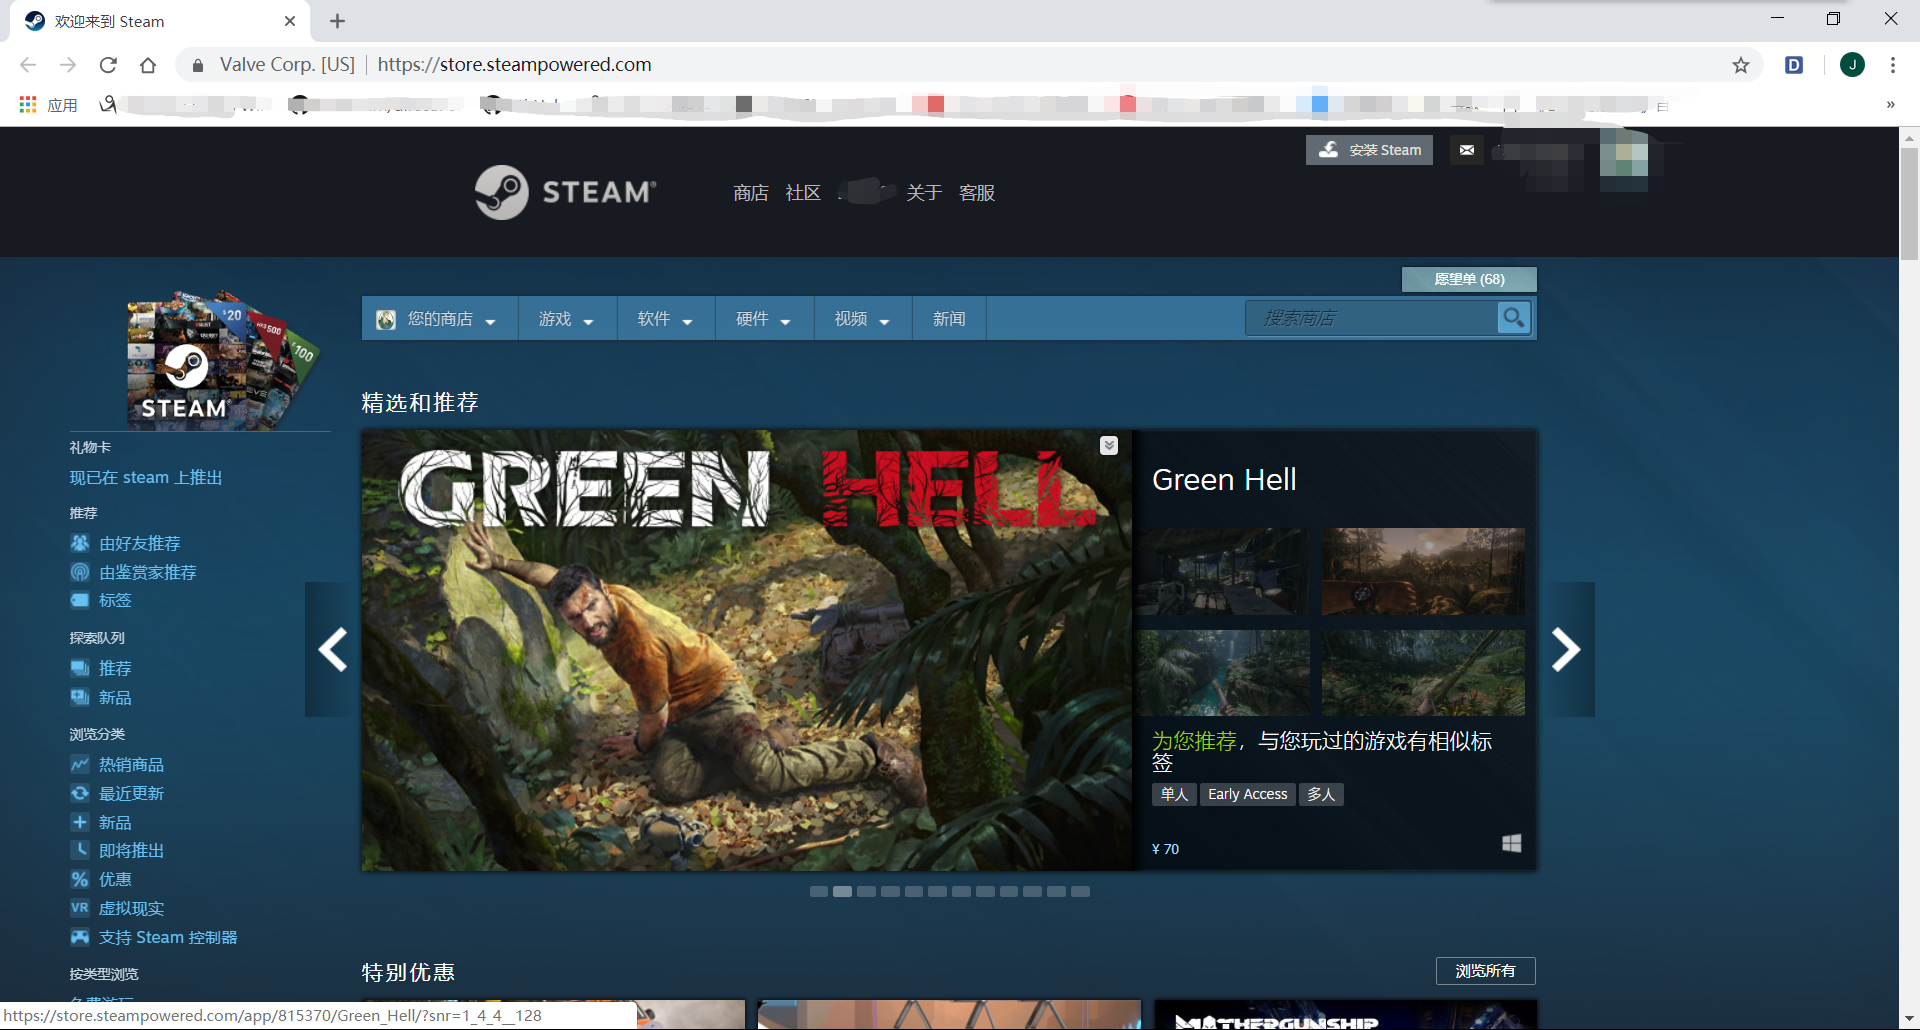 欢迎来到 Steam
Valve Corp. [US] | https://store.steampowered.com
应用
安装 Steam
STEAM®
商店 社区 关于 客服
愿望单 (68)
您的商店 游戏 软件 硬件 视频 新闻
搜索商店
$20
HK$500
€100
STEAM
礼物卡
现已在 steam 上推出
推荐
由好友推荐
由鉴赏家推荐
标签
探索队列
推荐
新品
浏览分类
热销商品
最近更新
新品
即将推出
优惠
VR 虚拟现实
支持 Steam 控制器
按类型浏览
精选和推荐
GREEN HELL
Green Hell
为您推荐，与您玩过的游戏有相似标
签
单人 Early Access 多人
¥ 70
特别优惠
浏览所有
MOTHERGUNSHIP
https://store.steampowered.com/app/815370/Green_Hell/?snr=1_4_4__128